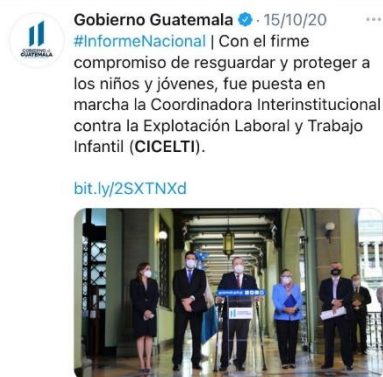 Gobierno Guatemala · 15/10/20
#InformeNacional | Con el firme
compromiso de resguardar y proteger a
los niños y jóvenes, fue puesta en
marcha la Coordinadora Interinstitucional
contra la Explotación Laboral y Trabajo
Infantil (CICELTI).
bit.ly/2SXTNXd